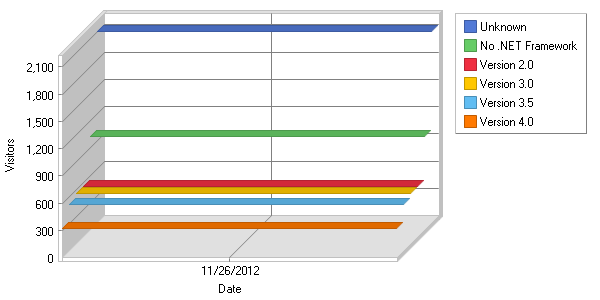 Unknown
No .NET Framework
Version 2.0
Version 3.0
Version 3.5
Version 4.0
2,100
1,800
1,500
1,200
900
600
300
0
Visitors
11/26/2012
Date